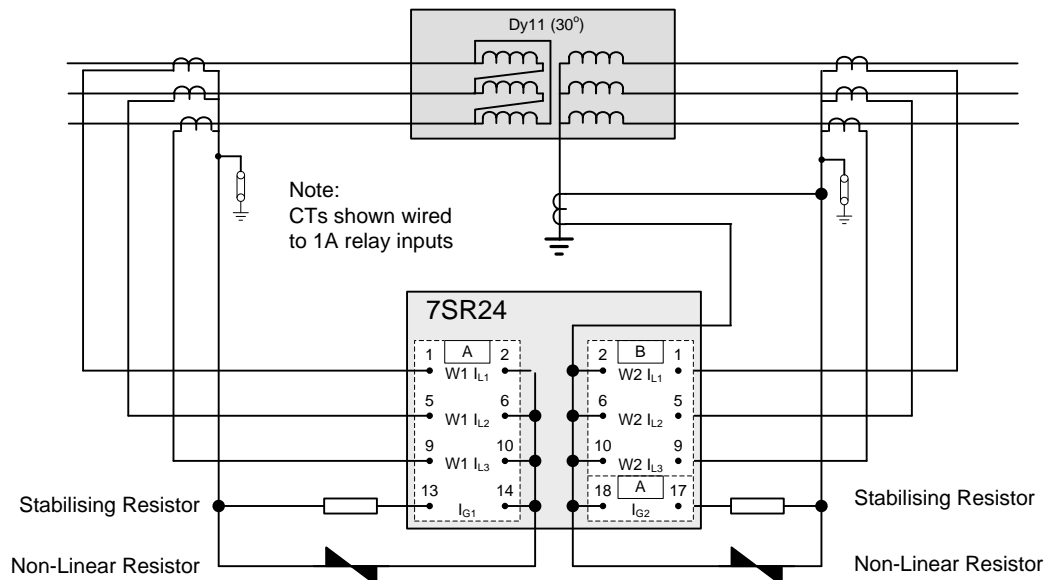 Dy11 (30°)
Note:
CTs shown wired
to 1A relay inputs
7SR24
1 A 2
W1 IL1
5 6
W1 IL2
9 10
W1 IL3
13 14
IG1
2 B 1
W2 IL1
6 5
W2 IL2
10 9
W2 IL3
18 A 17
IG2
Stabilising Resistor
Non-Linear Resistor
Stabilising Resistor
Non-Linear Resistor